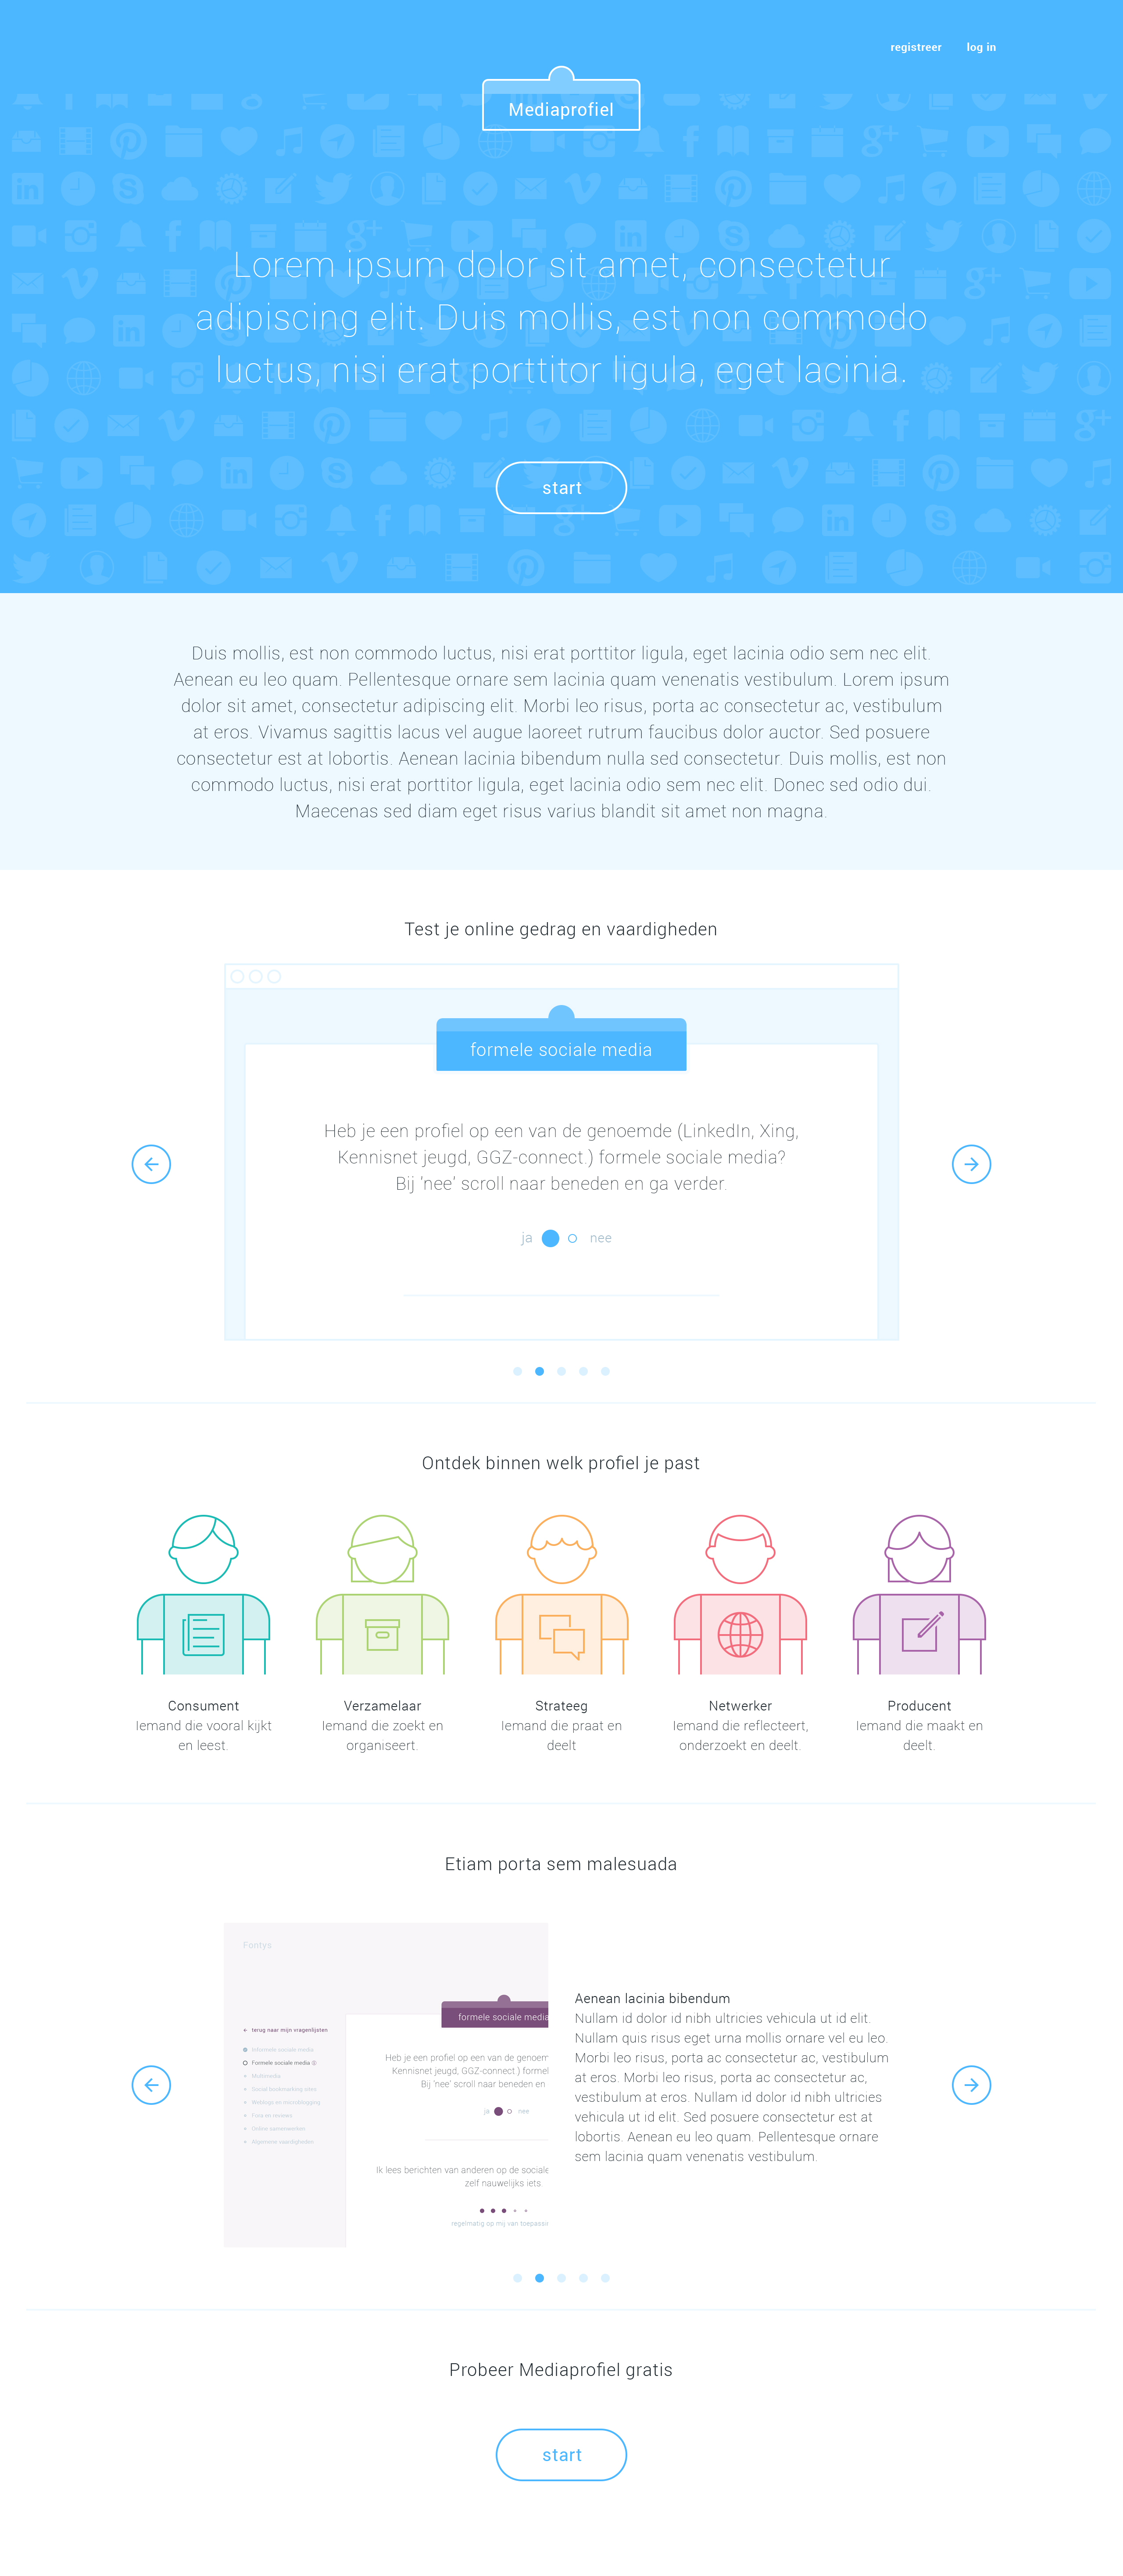 registreer log in
Mediaprofiel
Lorem ipsum dolor sit amet, consectetur
adipiscing elit. Duis mollis, est non commodo
luctus, nisi erat porttitor ligula, eget lacinia.
start
Duis mollis, est non commodo luctus, nisi erat porttitor ligula, eget lacinia odio sem nec elit.
Aenean eu leo quam. Pellentesque ornare sem lacinia quam venenatis vestibulum. Lorem ipsum
dolor sit amet, consectetur adipiscing elit. Morbi leo risus, porta ac consectetur ac, vestibulum
at eros. Vivamus sagittis lacus vel augue laoreet rutrum faucibus dolor auctor. Sed posuere
consectetur est at lobortis. Aenean lacinia bibendum nulla sed consectetur. Duis mollis, est non
commodo luctus, nisi erat porttitor ligula, eget lacinia odio sem nec elit. Donec sed odio dui.
Maecenas sed diam eget risus varius blandit sit amet non magna.
Test je online gedrag en vaardigheden
formele sociale media
Heb je een profiel op een van de genoemde (LinkedIn, Xing,
Kennisnet jeugd, GGZ-connect.) formele sociale media?
Bij 'nee' scroll naar beneden en ga verder.
ja nee
Ontdek binnen welk profiel je past
Consument
Iemand die vooral kijkt
en leest.
Verzamelaar
Iemand die zoekt en
organiseert.
Strateeg
Iemand die praat en
deelt
Netwerker
Iemand die reflecteert,
onderzoekt en deelt.
Producent
Iemand die maakt en
deelt.
Etiam porta sem malesuada
Fontys
formele sociale media
terug naar mijn vragenlijsten
Informele sociale media
Formele sociale media
Multimedia
Social bookmarking sites
Weblogs en microblogging
Fora en reviews
Online samenwerken
Algemene vaardigheden
Heb je een profiel op een van de genoem
Kennisnet jeugd, GGZ-connect ) formel
Bij 'nee' scroll naar beneden en
ja nee
Ik lees berichten van anderen op de sociale
zelf nauwelijks iets.
regelmatig op mij van toepassi
Aenean lacinia bibendum
Nullam id dolor id nibh ultricies vehicula ut id elit.
Nullam quis risus eget urna mollis ornare vel eu leo.
Morbi leo risus, porta ac consectetur ac, vestibulum
at eros. Morbi leo risus, porta ac consectetur ac,
vestibulum at eros. Nullam id dolor id nibh ultricies
vehicula ut id elit. Sed posuere consectetur est at
lobortis. Aenean eu leo quam. Pellentesque ornare
sem lacinia quam venenatis vestibulum.
Probeer Mediaprofiel gratis
start